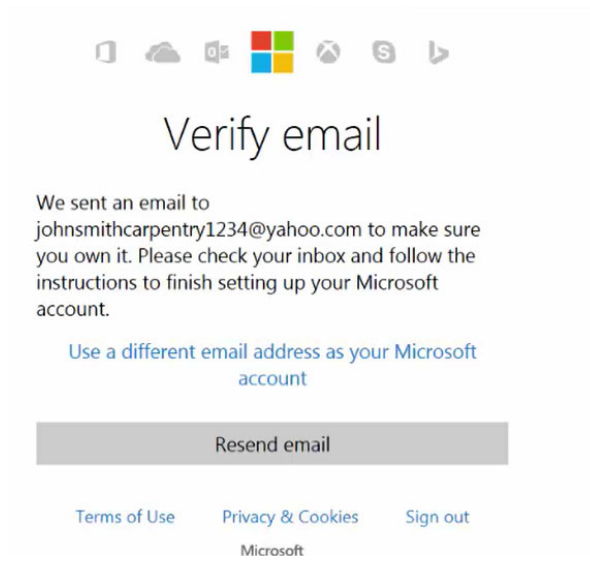 Verify email
We sent an email to
johnsmithcarpentry1234@yahoo.com to make sure
you own it. Please check your inbox and follow the
instructions to finish setting up your Microsoft
account.
Use a different email address as your Microsoft
account
Resend email
Terms of Use Privacy & Cookies Sign out
Microsoft